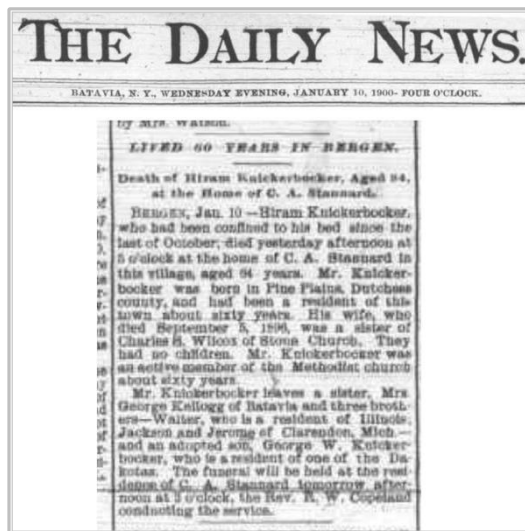 THE DAILY NEWS.
BATAVIA, N. Y., WEDNESDAY EVENING, JANUARY 10, 1900- FOUR O'CLOCK.
by Mrs. Watson.
LIVED 60 YEARS IN BERGEN.
Death of Hiram Knickerbocker, Aged 84,
at the Home of C. A. Stannard.
BERGEN, Jan. 10—Hiram Knickerbocker,
who had been confined to his bed since the
last of October, died yesterday afternoon at
5 o'clock at the home of C. A. Stannard in
this village, aged 84 years. Mr. Knicker-
bocker was born in Pine Plains, Dutchess
county, and had been a resident of this
town about sixty years. His wife, who
died September 5, 1896, was a sister of
Charles S. Wilcox of Stone Church. They
had no children. Mr. Knickerbocker was
an active member of the Methodist church
about sixty years.
Mr. Knickerbocker leaves a sister, Mrs.
George Kellogg of Batavia and three broth-
ers—Walter, who is a resident of Illinois;
Jackson and Jerome of Clarendon, Mich.—
and an adopted son, George W. Knicker-
bocker, who is a resident of one of the Da-
kotas. The funeral will be held at the resi-
dence of C. A. Stannard tomorrow after-
noon at 2 o'clock, the Rev. R. W. Copeland
conducting the service.